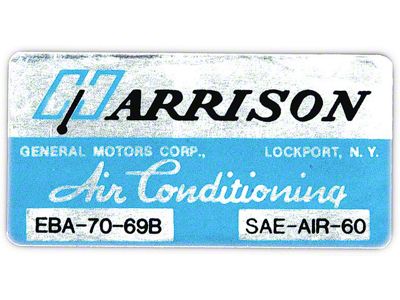 HARRISON
GENERAL MOTORS CORP., LOCKPORT, N. Y.
Air Conditioning
EBA-70-69B SAE-AIR-60